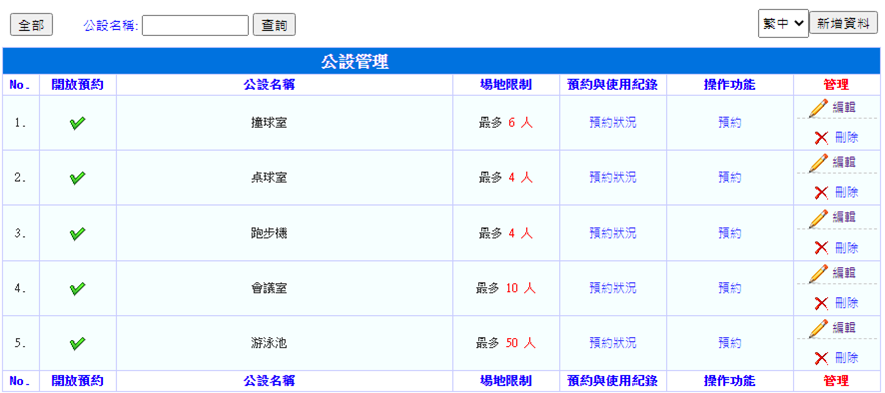 全部 公設名稱: 查詢 繁中 新增資料
公設管理
No. 開放預約 公設名稱 場地限制 預約與使用紀錄 操作功能 管理
1. 撞球室 最多 6 人 預約狀況 預約 編輯
刪除
2. 桌球室 最多 4 人 預約狀況 預約 編輯
刪除
3. 跑步機 最多 4 人 預約狀況 預約 編輯
刪除
4. 會議室 最多 10 人 預約狀況 預約 編輯
刪除
5. 游泳池 最多 50 人 預約狀況 預約 編輯
刪除
No. 開放預約 公設名稱 場地限制 預約與使用紀錄 操作功能 管理